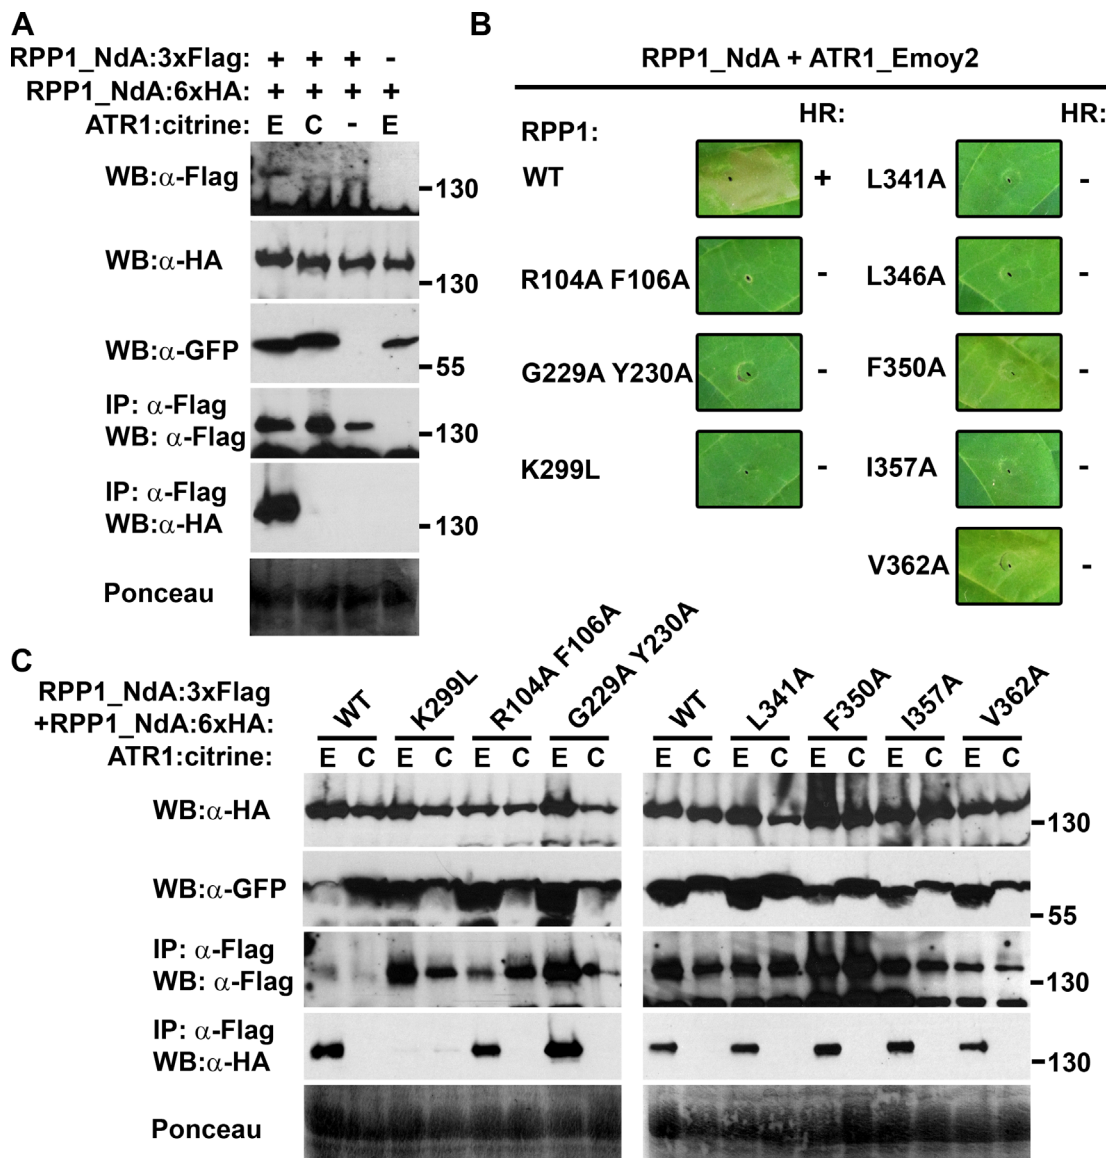 A
RPP1_NdA:3xFlag: + + + -
RPP1_NdA:6xHA: + + + +
ATR1:citrine: E C - E
WB:α-Flag
130
WB:α-HA
130
WB:α-GFP
55
IP: α-Flag
WB: α-Flag
130
IP: α-Flag
WB:α-HA
130
Ponceau
B
RPP1_NdA + ATR1_Emoy2
RPP1:
HR:
HR:
WT +
L341A -
R104A F106A -
L346A -
G229A Y230A -
F350A -
K299L -
I357A -
V362A -
C
RPP1_NdA:3xFlag
+RPP1_NdA:6xHA:
WT K299L R104A F106A G229A Y230A WT L341A F350A I357A V362A
ATR1:citrine: E C E C E C E C E C E C E C E C E C
WB:α-HA
130
WB:α-GFP
55
IP: α-Flag
WB: α-Flag
130
IP: α-Flag
WB:α-HA
130
Ponceau